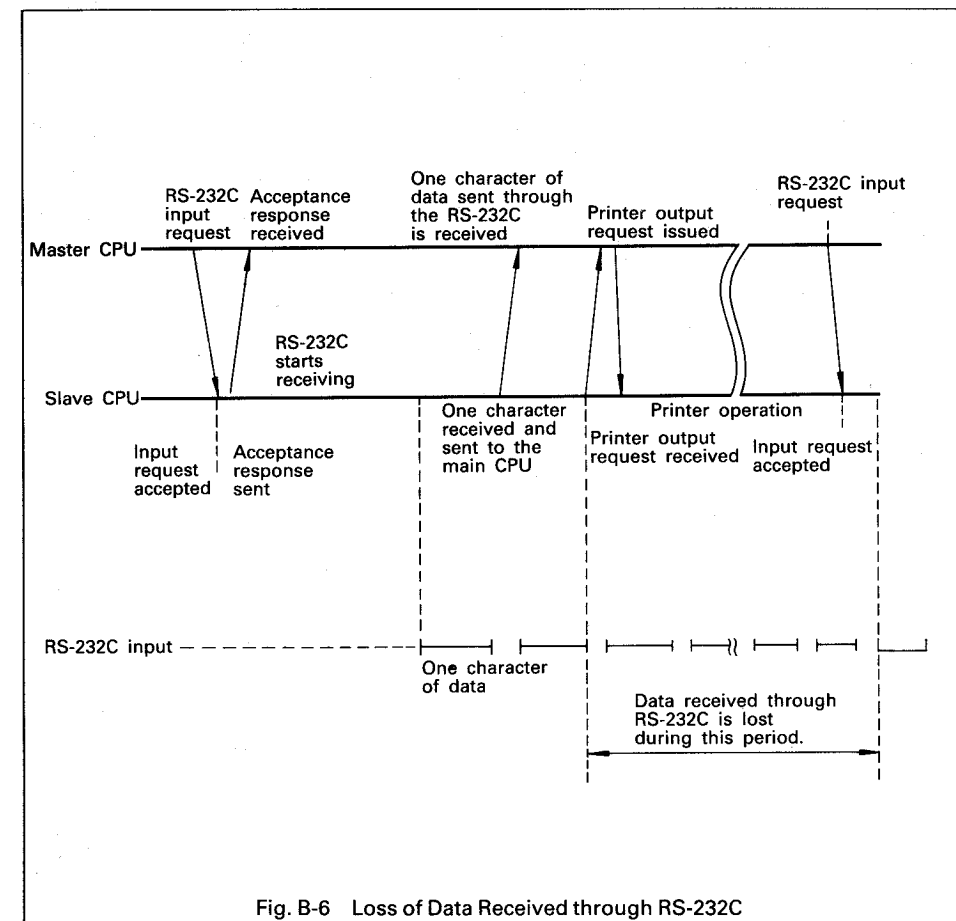 RS-232C
input
request
Acceptance
response
received
One character of
data sent through
the RS-232C
is received
Printer output
request issued
RS-232C input
request
Master CPU
RS-232C
starts
receiving
Slave CPU
Input
request
accepted
Acceptance
response
sent
One character
received and
sent to the
main CPU
Printer operation
Printer output
request received
Input request
accepted
RS-232C input
One character
of data
Data received through
RS-232C is lost
during this period.
Fig. B-6 Loss of Data Received through RS-232C